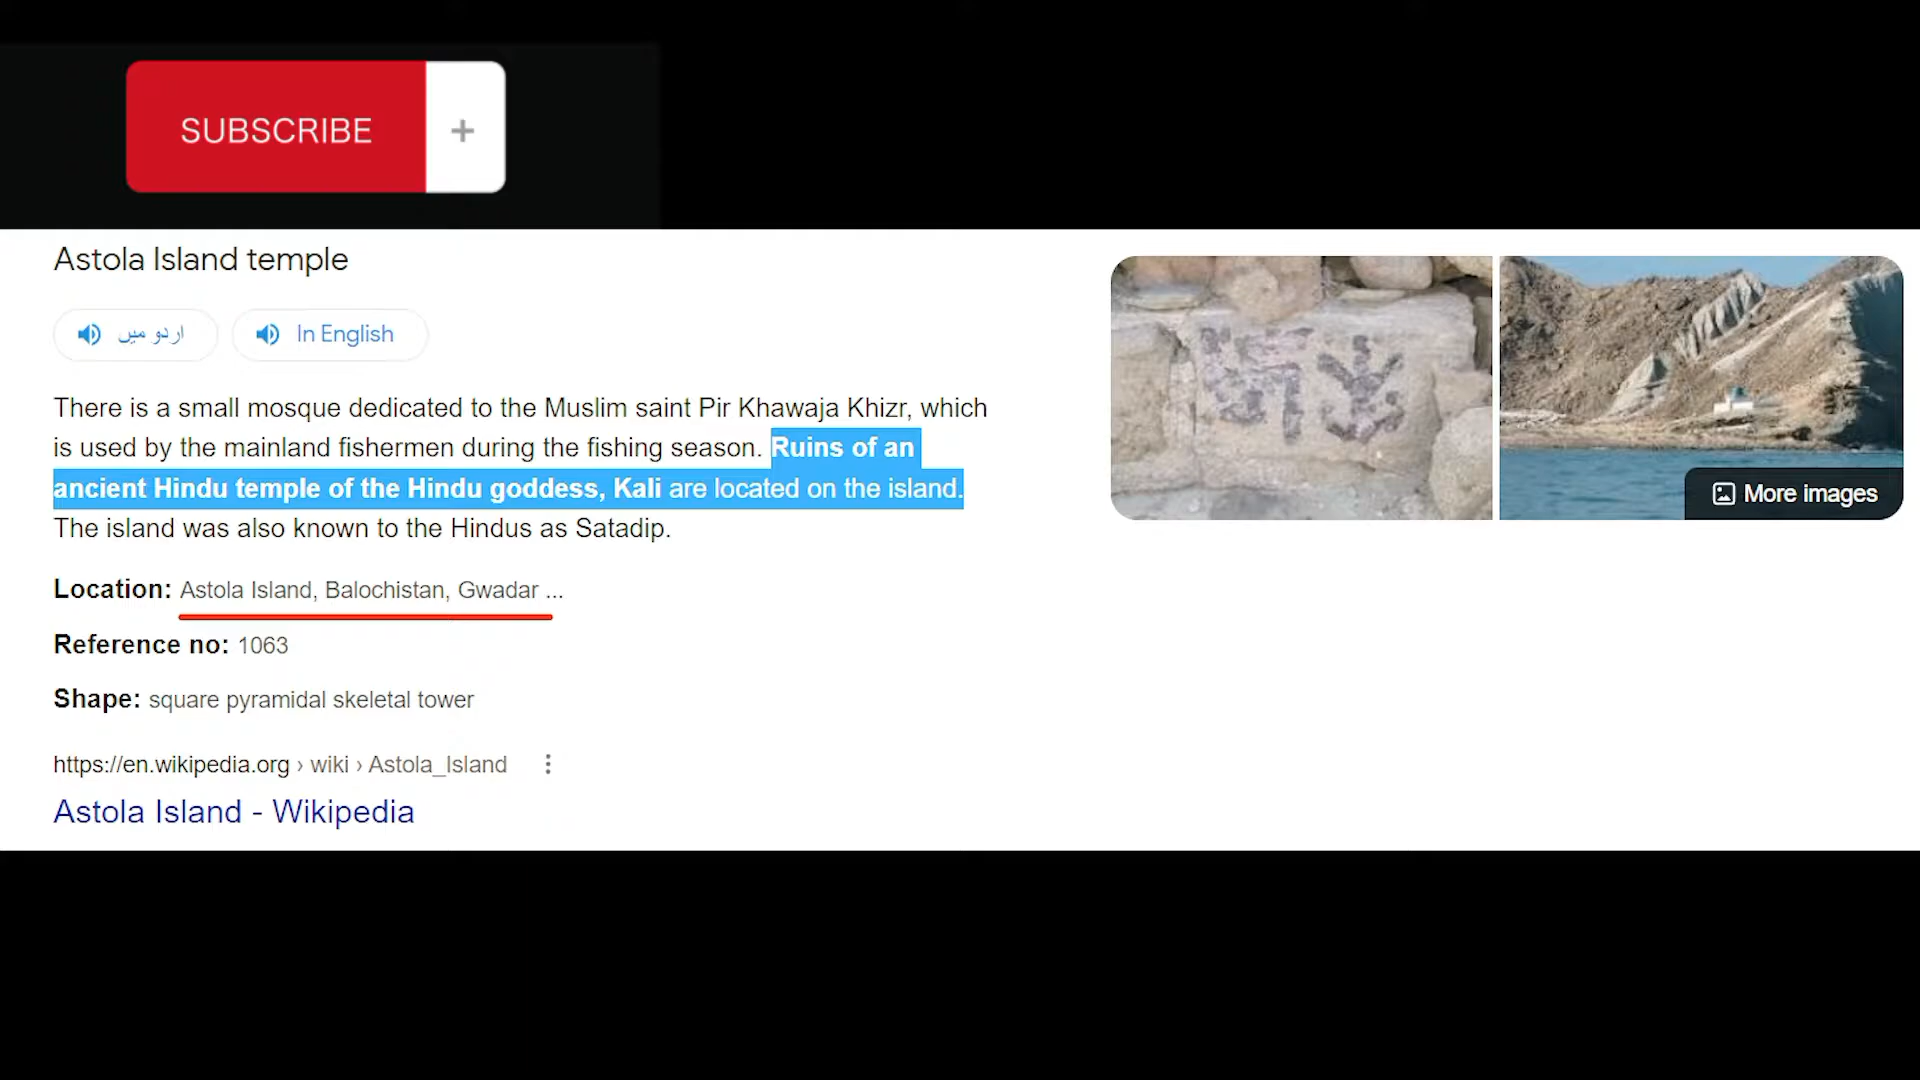 SUBSCRIBE +
Astola Island temple
اردو میں
In English
There is a small mosque dedicated to the Muslim saint Pir Khawaja Khizr, which
is used by the mainland fishermen during the fishing season. Ruins of an
ancient Hindu temple of the Hindu goddess, Kali are located on the island.
The island was also known to the Hindus as Satadip.
Location: Astola Island, Balochistan, Gwadar ...
Reference no: 1063
Shape: square pyramidal skeletal tower
https://en.wikipedia.org › wiki › Astola_Island
Astola Island - Wikipedia
More images